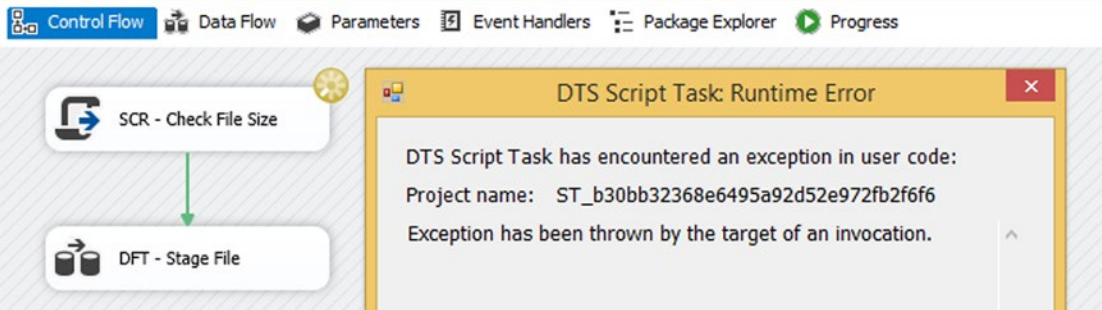 Control Flow Data Flow Parameters Event Handlers Package Explorer Progress
SCR - Check File Size
DFT - Stage File
DTS Script Task: Runtime Error
DTS Script Task has encountered an exception in user code:
Project name: ST_b30bb32368e6495a92d52e972fb2f6f6
Exception has been thrown by the target of an invocation.